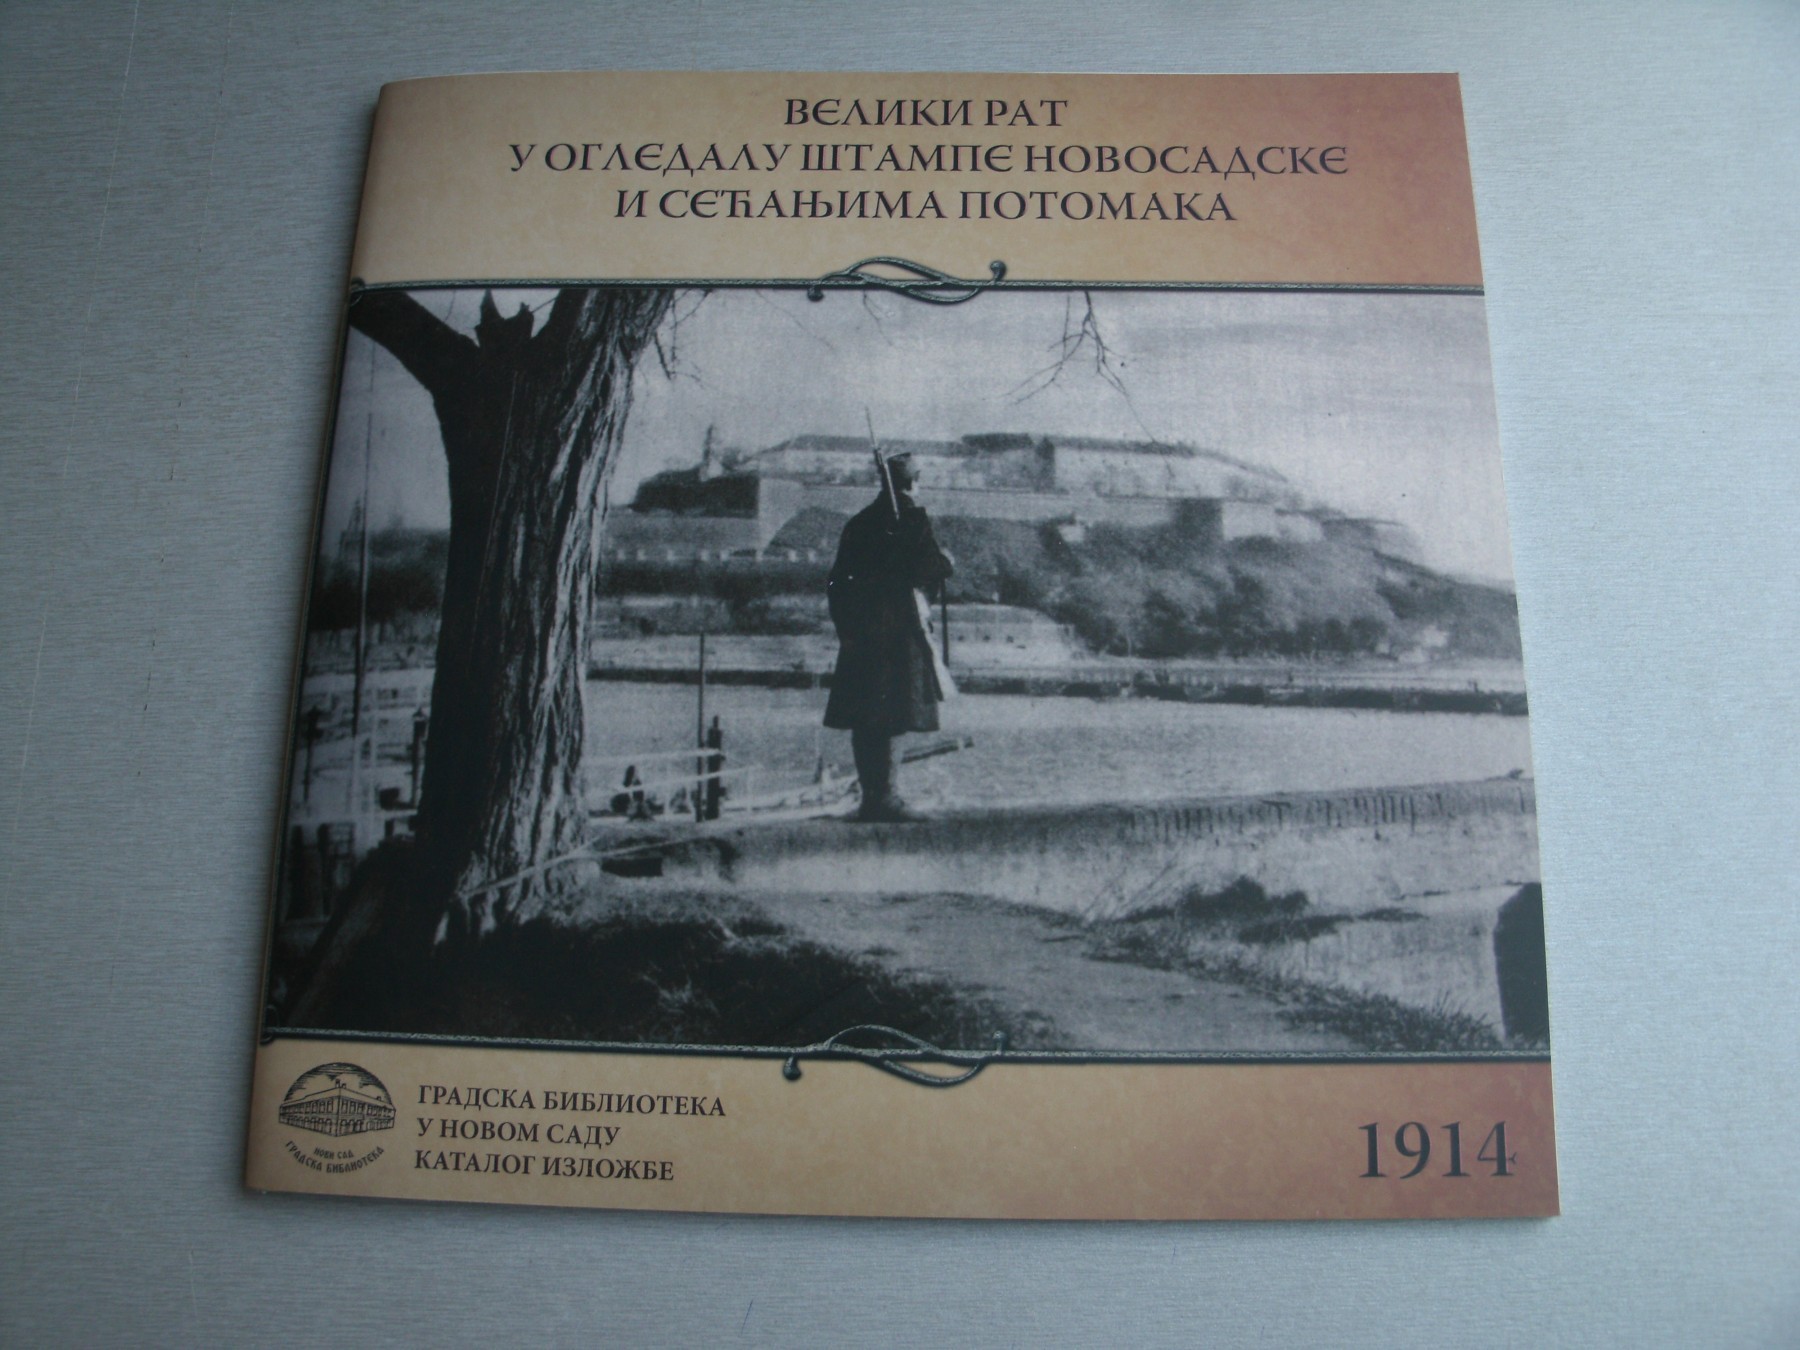 ВЕЛИКИ РАТ
У ОГЛЕДАЛУ ШТАМПЕ НОВОСАДСКЕ
И СЕЋАЊИМА ПОТОМАКА
НОВИ САД
ГРАДСКА БИБЛИОТЕКА
ГРАДСКА БИБЛИОТЕКА
У НОВОМ САДУ
КАТАЛОГ ИЗЛОЖБЕ
1914